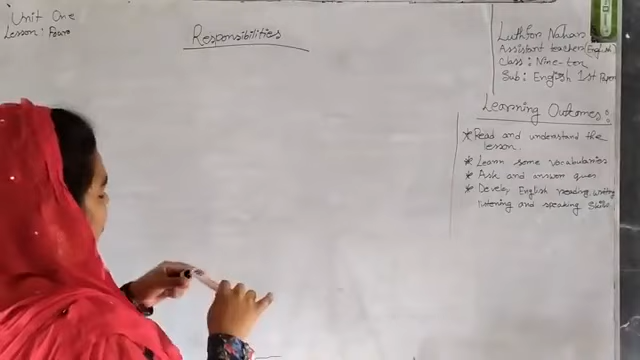 Unit One
Lesson: Four
Responsibilities
Luthfor Nahar
Assistant teacher (English)
Class: Nine-ten
Sub: English 1st Paper
Learning Outcomes:
* Read and understand the
lesson.
* Learn some vocabularies
* Ask and answer ques.
* Develop English reading, writing
listening and speaking skills.